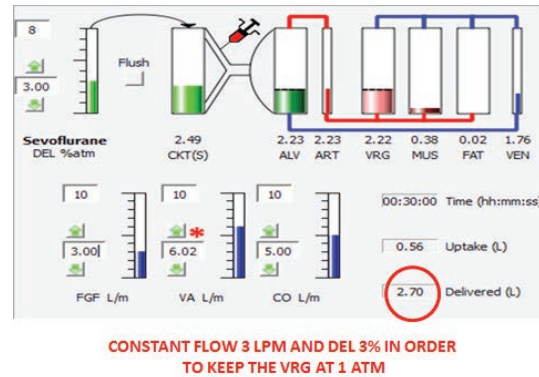 8
Flush
3.00
Sevoflurane
DEL %atm
2.49 2.23 2.23 2.22 0.38 0.02 1.76
CKT(S) ALV ART VRG MUS FAT VEN
10 10 10
00:30:00 Time (hh:mm:ss)
* 
3.00 6.02 5.00
0.56 Uptake (L)
FGF L/m VA L/m CO L/m
2.70 Delivered (L)
CONSTANT FLOW 3 LPM AND DEL 3% IN ORDER
TO KEEP THE VRG AT 1 ATM